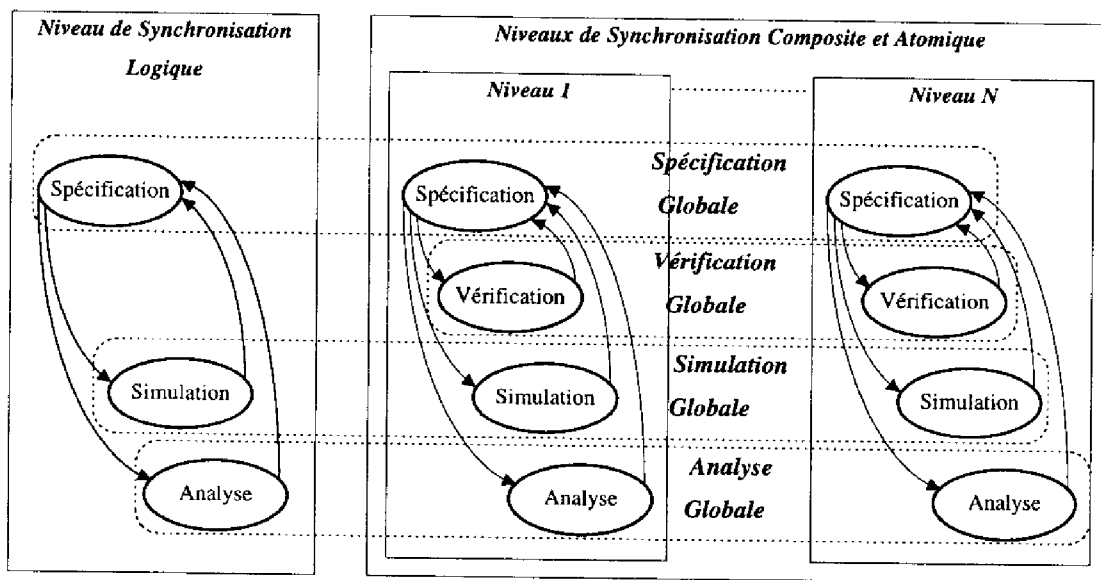 Niveau de Synchronisation
Logique
Niveaux de Synchronisation Composite et Atomique
Niveau 1
Niveau N
Spécification
Spécification
Spécification
Globale
Spécification
Vérification
Vérification
Globale
Vérification
Simulation
Simulation
Simulation
Globale
Simulation
Analyse
Analyse
Analyse
Globale
Analyse